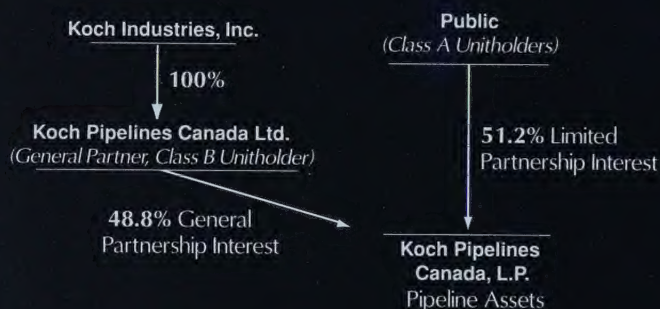 Koch Industries, Inc.
100%
Koch Pipelines Canada Ltd.
(General Partner, Class B Unitholder)
48.8% General
Partnership Interest
Public
(Class A Unitholders)
51.2% Limited
Partnership Interest
Koch Pipelines
Canada, L.P.
Pipeline Assets